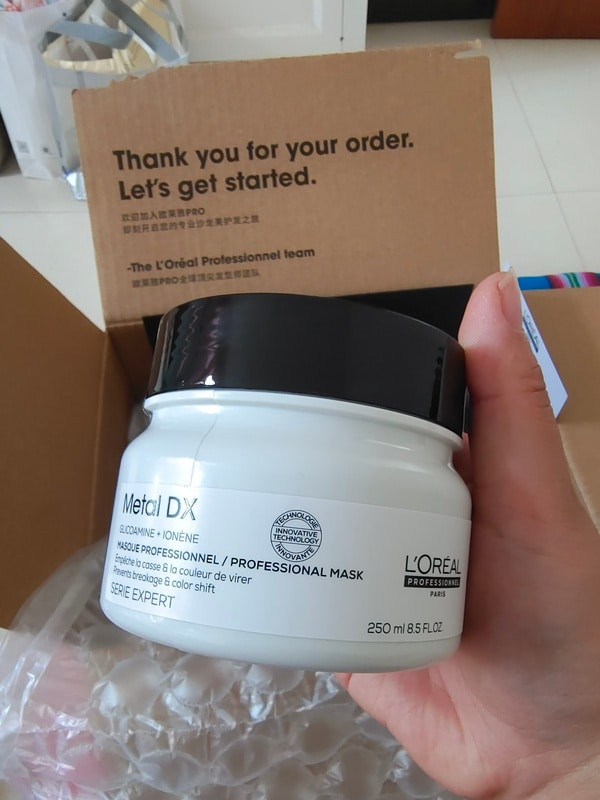 Thank you for your order.
Let's get started.
欢迎加入欧莱雅PRO
即刻开启您的专业沙龙美护发之旅
-The L'Oréal Professionnel team
欧莱雅PRO全球顶尖发型师团队
Metal DX
GLICOAMINE + IONÈNE
MASQUE PROFESSIONNEL / PROFESSIONAL MASK
Empêche la casse & la couleur de virer
Prevents breakage & color shift
SERIE EXPERT
TECHNOLOGIE
INNOVATIVE
TECHNOLOGY
INNOVANTE
L'ORÉAL
PROFESSIONNEL
PARIS
250 ml 8.5 FL.OZ.